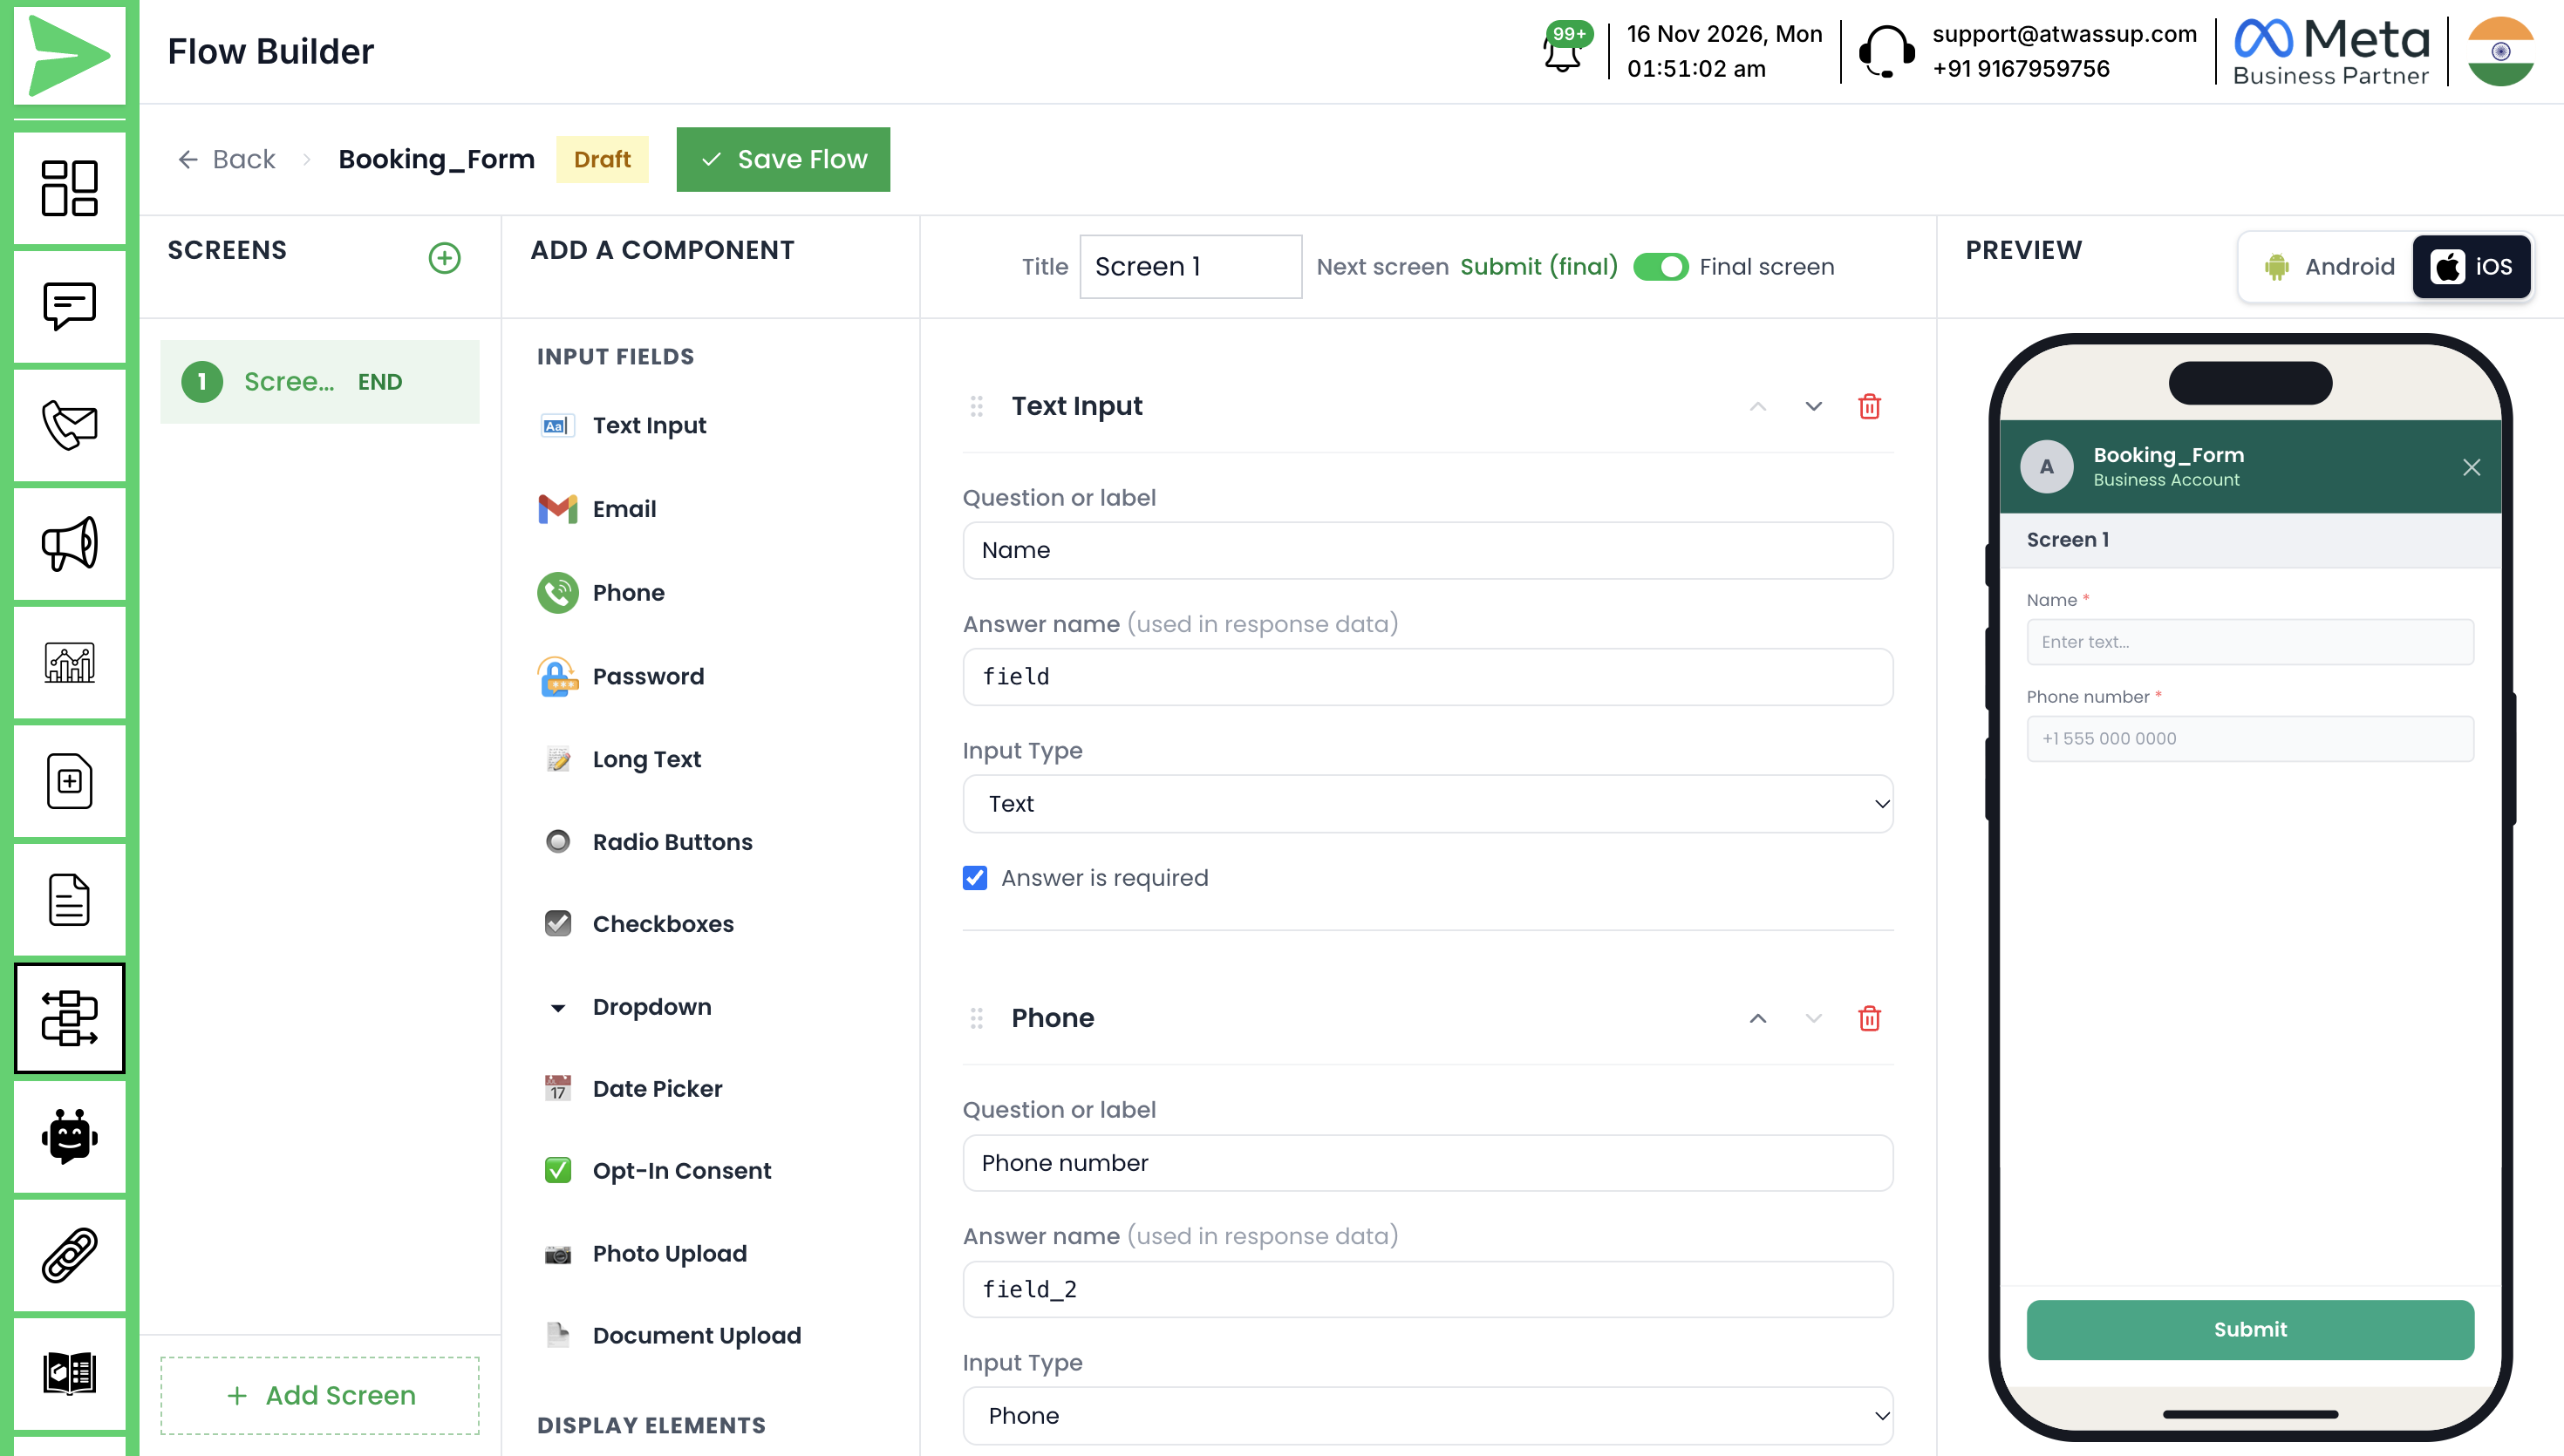 Flow Builder
99+
16 Nov 2026, Mon
01:51:02 am
support@atwassup.com
+91 9167959756
Meta
Business Partner
Back
Booking_Form
Draft
Save Flow
SCREENS
1
Scree...
END
Add Screen
ADD A COMPONENT
INPUT FIELDS
Aa
Text Input
Email
Phone
Password
Long Text
Radio Buttons
Checkboxes
Dropdown
17
Date Picker
Opt-In Consent
Photo Upload
Document Upload
DISPLAY ELEMENTS
Title
Screen 1
Next screen
Submit (final)
Final screen
Text Input
Question or label
Name
Answer name (used in response data)
field
Input Type
Text
Answer is required
Phone
Question or label
Phone number
Answer name (used in response data)
field_2
Input Type
Phone
PREVIEW
Android
iOS
A
Booking_Form
Business Account
Screen 1
Name *
Enter text...
Phone number *
+1 555 000 0000
Submit